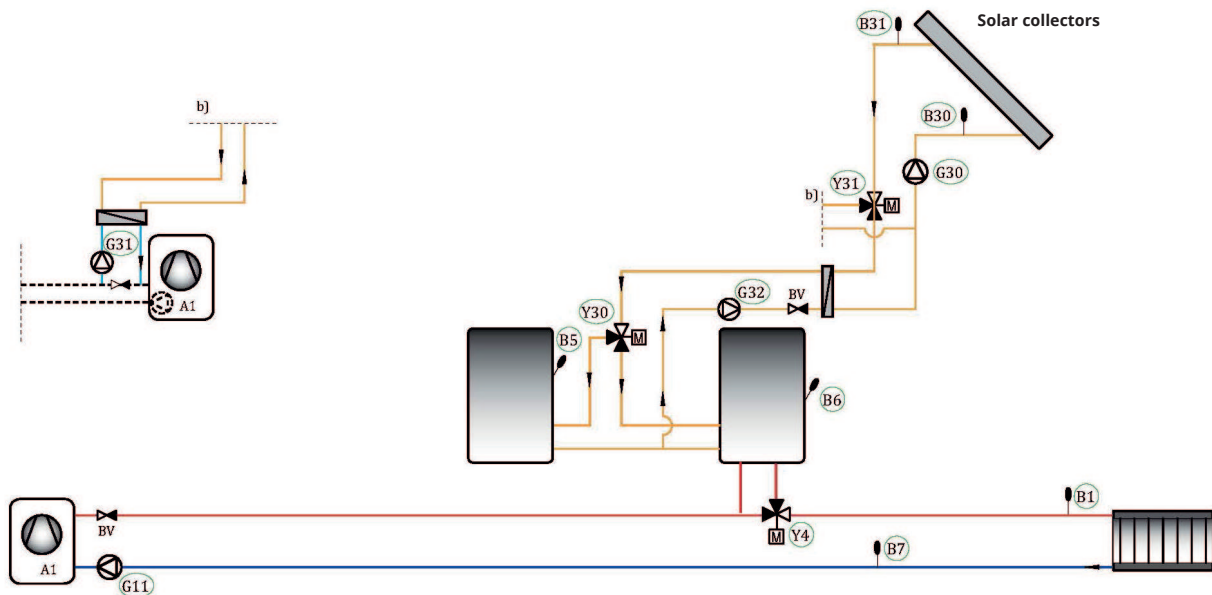 B31
Solar collectors
b)
B30
Y31
G30
b)
M
G31
G32
BV
Y30
A1
M
B5
B6
B1
BV
Y4
M
B7
A1
G11